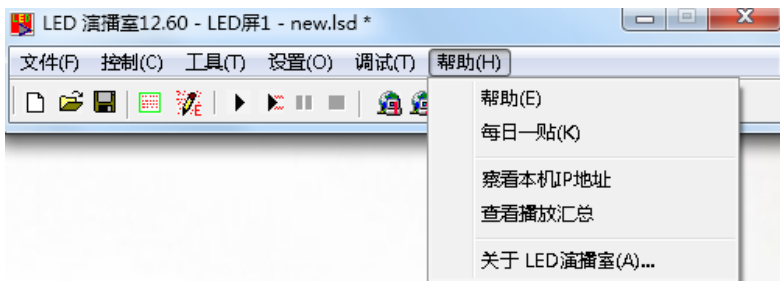 LED 演播室12.60 - LED屏1 - new.lsd *
文件(F) 控制(C) 工具(T) 设置(O) 调试(T) 帮助(H)
帮助(E)
每日一贴(K)
察看本机IP地址
查看播放汇总
关于 LED演播室(A)...